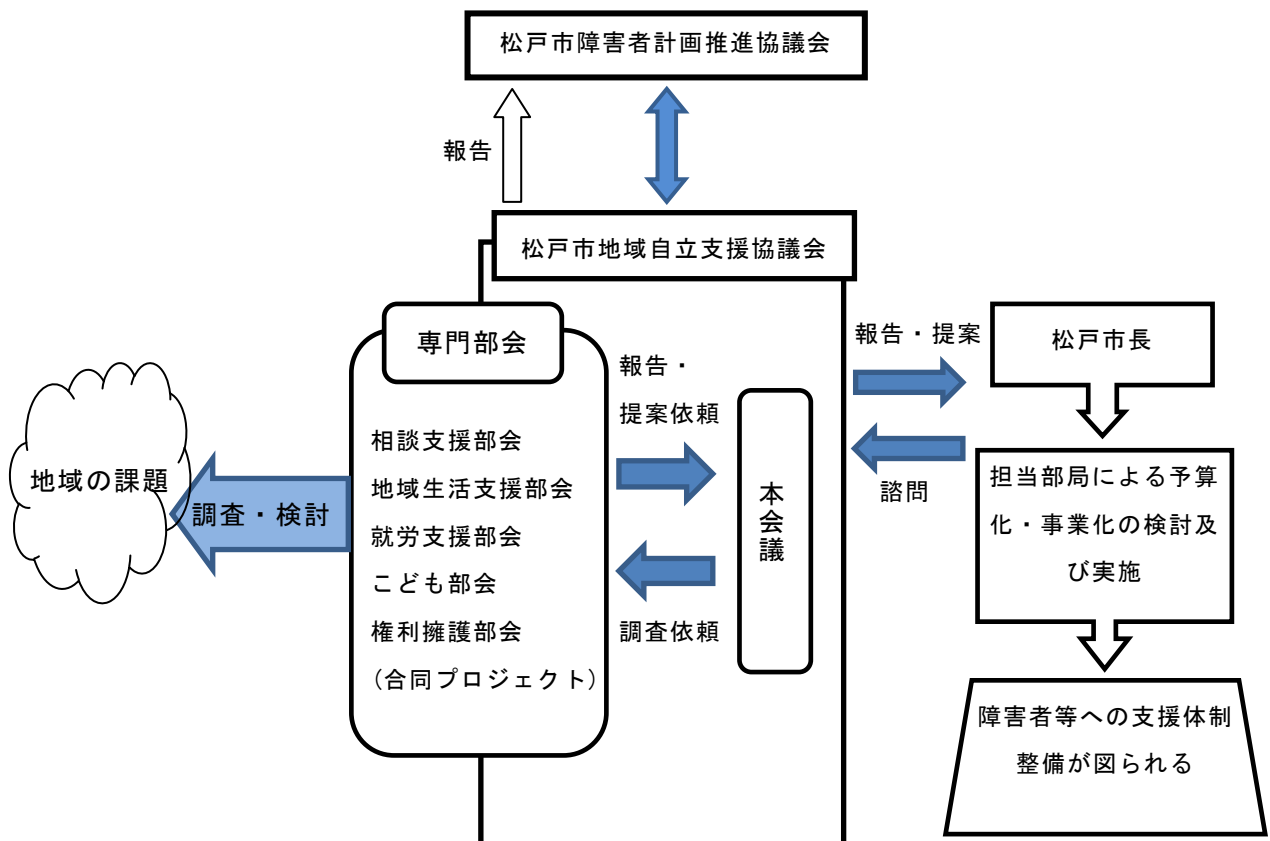 松戸市障害者計画推進協議会
報告
松戸市地域自立支援協議会
専門部会
相談支援部会
地域生活支援部会
就労支援部会
こども部会
権利擁護部会
(合同プロジェクト)
地域の課題
調査・検討
報告・
提案依頼
調査依頼
本会議
報告・提案
諮問
松戸市長
担当部局による予算
化・事業化の検討及
び実施
障害者等への支援体制
整備が図られる